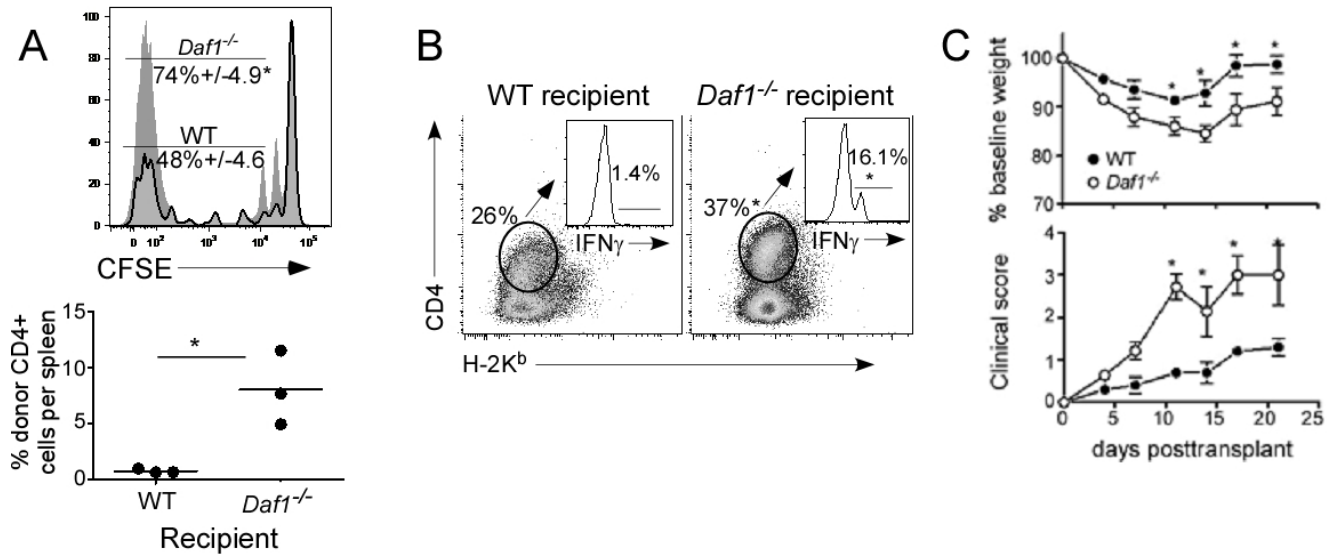 A
100
80
60
40
20
0
Daf1-/-
74%+/-4.9*
WT
48%+/-4.6
0 10² 10³ 10⁴ 10⁵
CFSE
% donor CD4+
cells per spleen
15
10
5
0
*
WT Daf1-/-
Recipient
B
WT recipient
Daf1-/- recipient
1.4%
16.1%
*
26%
37%*
IFNγ
IFNγ
CD4
H-2Kb
C
% baseline weight
100
90
80
70
* * * *
WT
Daf1-/-
Clinical score
4
3
2
1
0
* * * *
0 5 10 15 20 25
days posttransplant